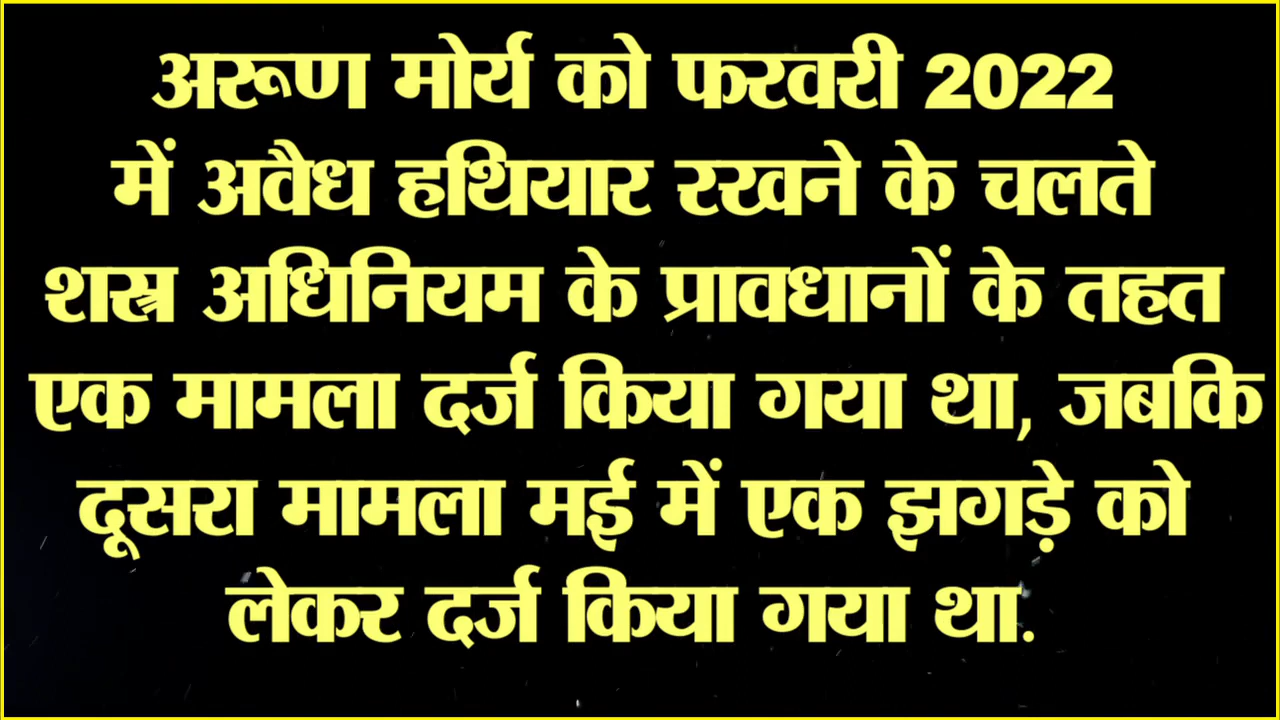 अरूण मोर्य को फरवरी 2022
में अवैध हथियार रखने के चलते
शस्त्र अधिनियम के प्रावधानों के तहत
एक मामला दर्ज किया गया था, जबकि
दूसरा मामला मई में एक झगड़े को
लेकर दर्ज किया गया था.